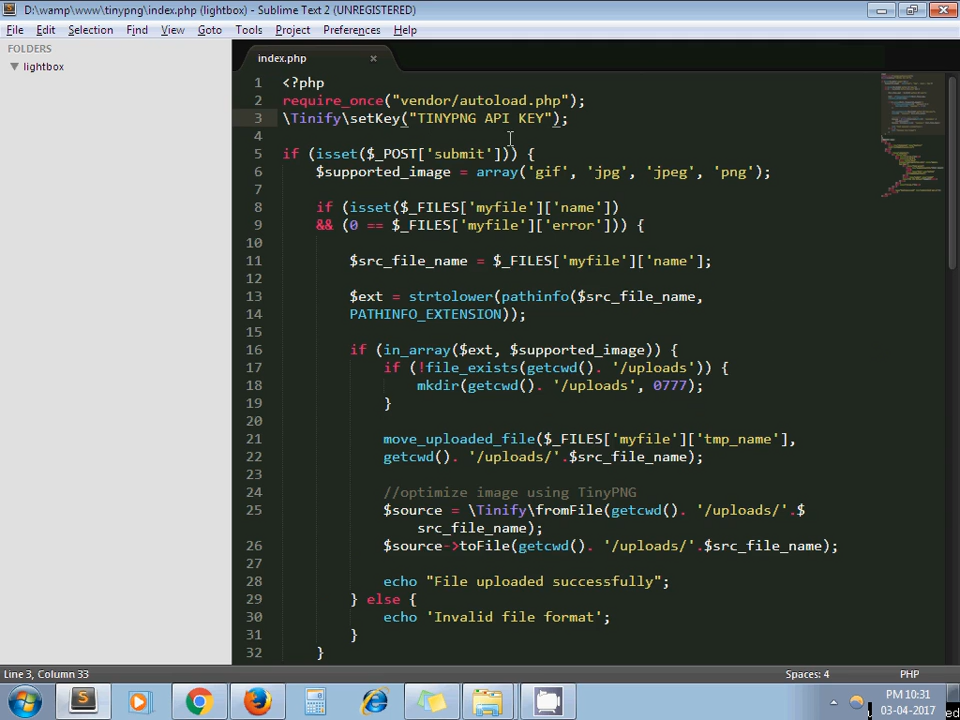 D:\wamp\www\tinypng\index.php (lightbox) - Sublime Text 2 (UNREGISTERED)
File Edit Selection Find View Goto Tools Project Preferences Help
FOLDERS
lightbox
index.php
1 <?php
2 require_once("vendor/autoload.php");
3 \Tinify\setKey("TINYPNG API KEY");
4
5 if (isset($_POST['submit'])) {
6 $supported_image = array('gif', 'jpg', 'jpeg', 'png');
7
8 if (isset($_FILES['myfile']['name'])
9 && (0 == $_FILES['myfile']['error'])) {
10
11 $src_file_name = $_FILES['myfile']['name'];
12
13 $ext = strtolower(pathinfo($src_file_name,
14 PATHINFO_EXTENSION));
15
16 if (in_array($ext, $supported_image)) {
17 if (!file_exists(getcwd(). '/uploads')) {
18 mkdir(getcwd(). '/uploads', 0777);
19 }
20
21 move_uploaded_file($_FILES['myfile']['tmp_name'],
22 getcwd(). '/uploads/'.$src_file_name);
23
24 //optimize image using TinyPNG
25 $source = \Tinify\fromFile(getcwd(). '/uploads/'.$
src_file_name);
26 $source->toFile(getcwd(). '/uploads/'.$src_file_name);
27
28 echo "File uploaded successfully";
29 } else {
30 echo 'Invalid file format';
31 }
32 }
Line 3, Column 33 Spaces: 4 PHP
PM 10:31
03-04-2017